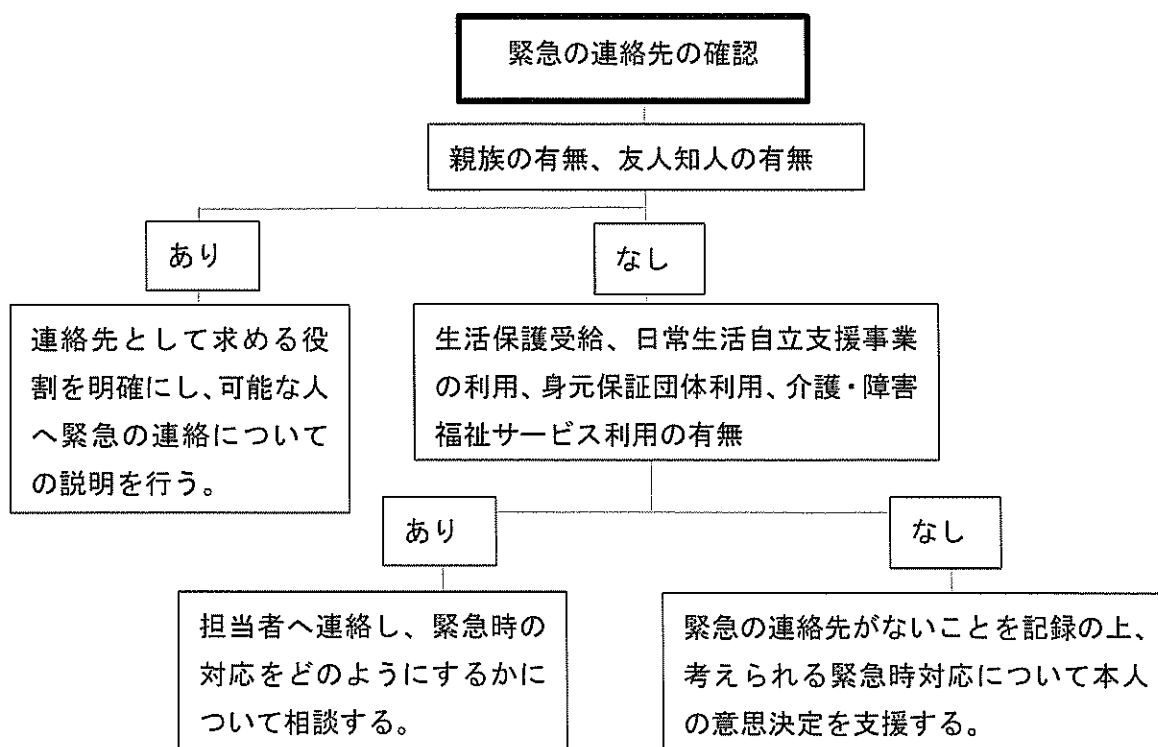 緊急の連絡先の確認
親族の有無、友人知人の有無
あり
なし
連絡先として求める役
割を明確にし、可能な人
へ緊急の連絡について
の説明を行う。
生活保護受給、日常生活自立支援事業
の利用、身元保証団体利用、介護・障害
福祉サービス利用の有無
あり
なし
担当者へ連絡し、緊急時の
対応をどのようにするかに
ついて相談する。
緊急の連絡先がないことを記録の上、
考えられる緊急時対応について本人
の意思決定を支援する。